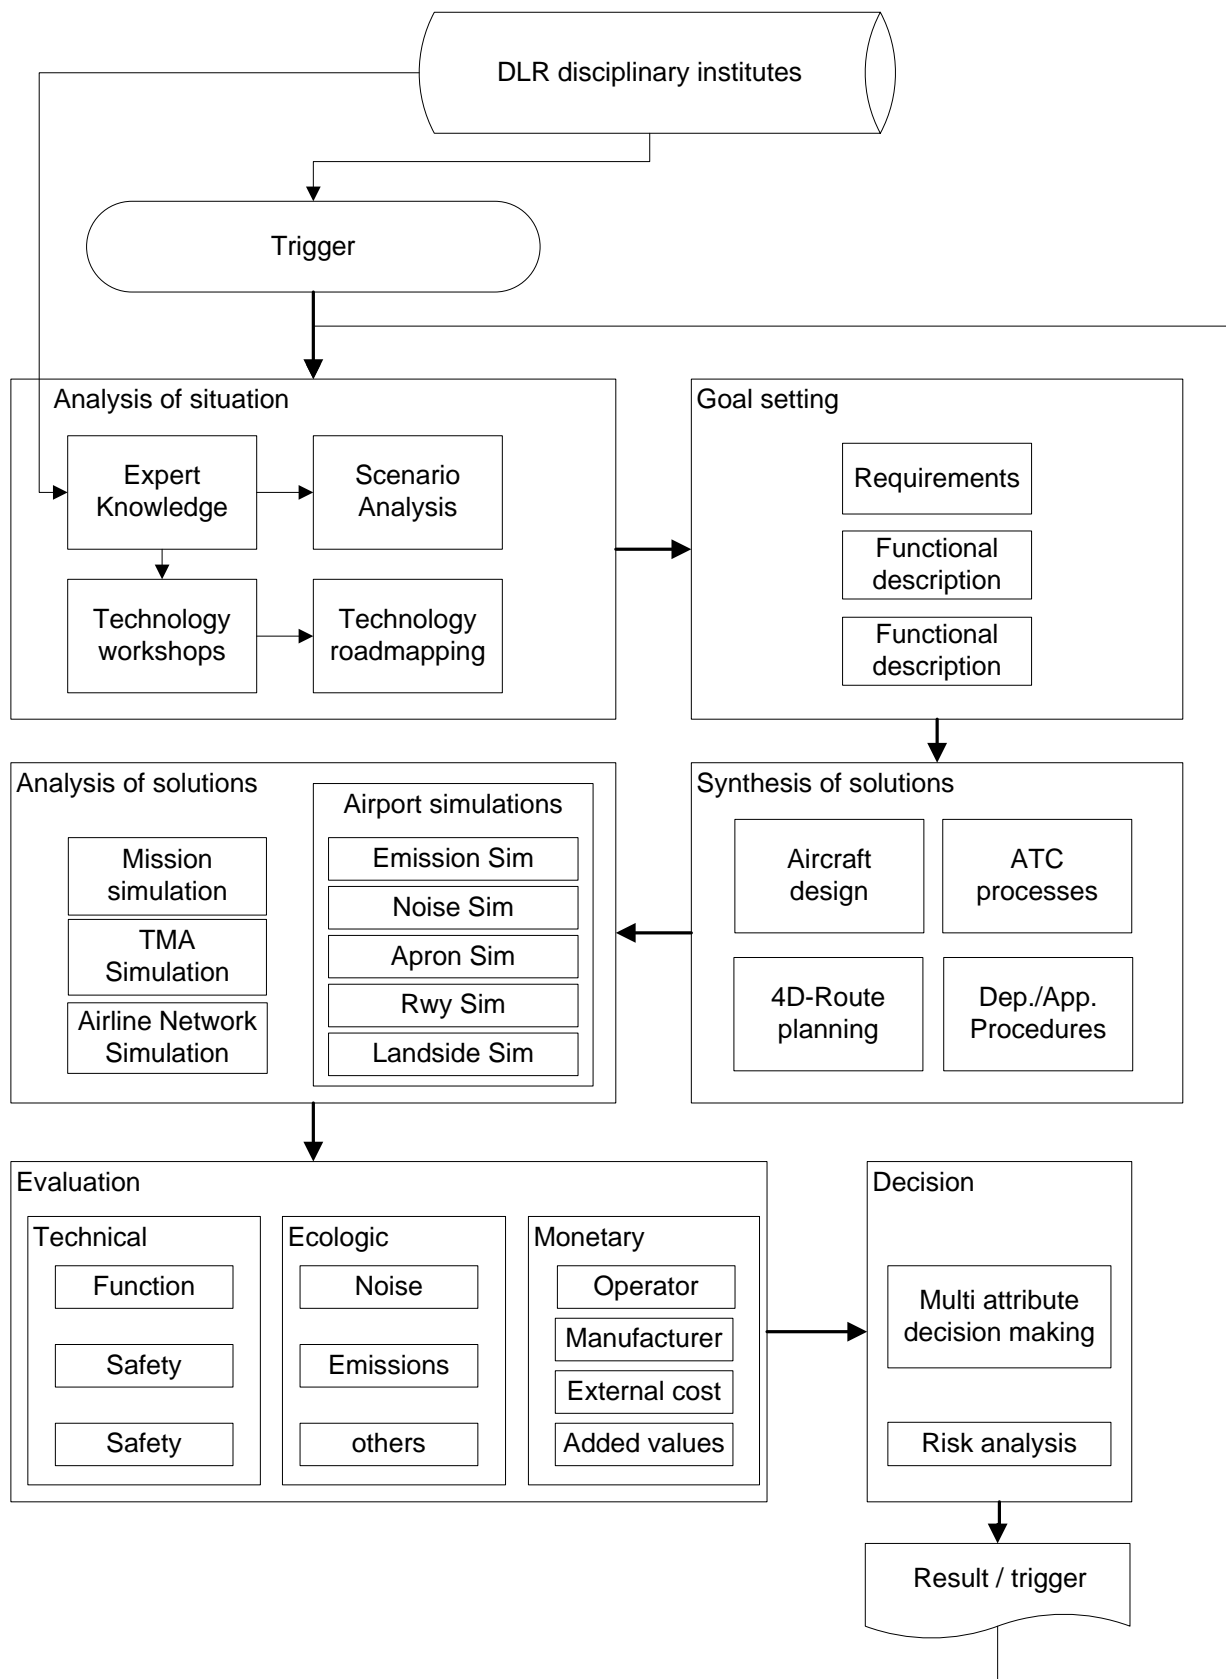 DLR disciplinary institutes
Trigger
Analysis of situation
Expert
Knowledge
Scenario
Analysis
Technology
workshops
Technology
roadmapping
Goal setting
Requirements
Functional
description
Functional
description
Analysis of solutions
Mission
simulation
TMA
Simulation
Airline Network
Simulation
Airport simulations
Emission Sim
Noise Sim
Apron Sim
Rwy Sim
Landside Sim
Synthesis of solutions
Aircraft
design
ATC
processes
4D-Route
planning
Dep./App.
Procedures
Evaluation
Technical
Function
Safety
Safety
Ecologic
Noise
Emissions
others
Monetary
Operator
Manufacturer
External cost
Added values
Decision
Multi attribute
decision making
Risk analysis
Result / trigger